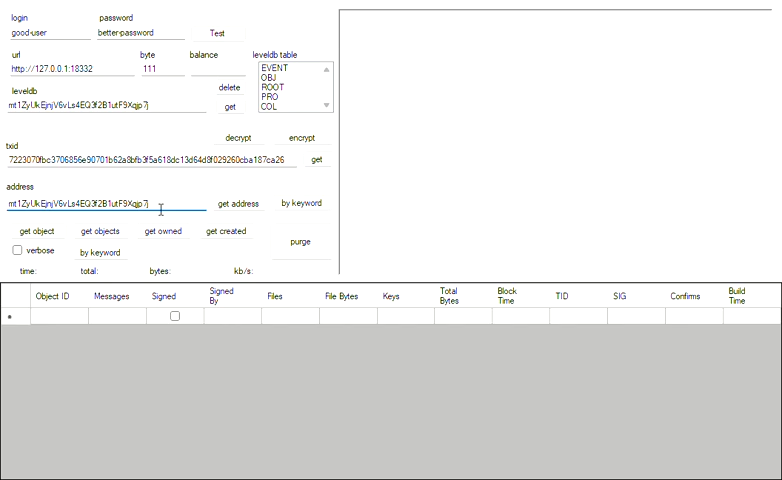 login password
good-user better-password Test
url byte balance leveldb table
http://127.0.0.1:18332 111
EVENT
OBJ
ROOT
PRO
COL
leveldb delete
mt1ZyUkEjnjV6vLs4EQ3f2B1utF9Xqjp7j get
decrypt encrypt
txid
7223070fbc3706856e90701b62a8bfb3f5a618dc13d64d8f029260cba187ca26 get
address
mt1ZyUkEjnjV6vLs4EQ3f2B1utF9Xqjp7j get address by keyword
get object get objects get owned get created
purge
verbose by keyword
time: total: bytes: kb/s:
Object ID Messages Signed Signed By Files File Bytes Keys Total Bytes Block Time TID SIG Confirms Build Time